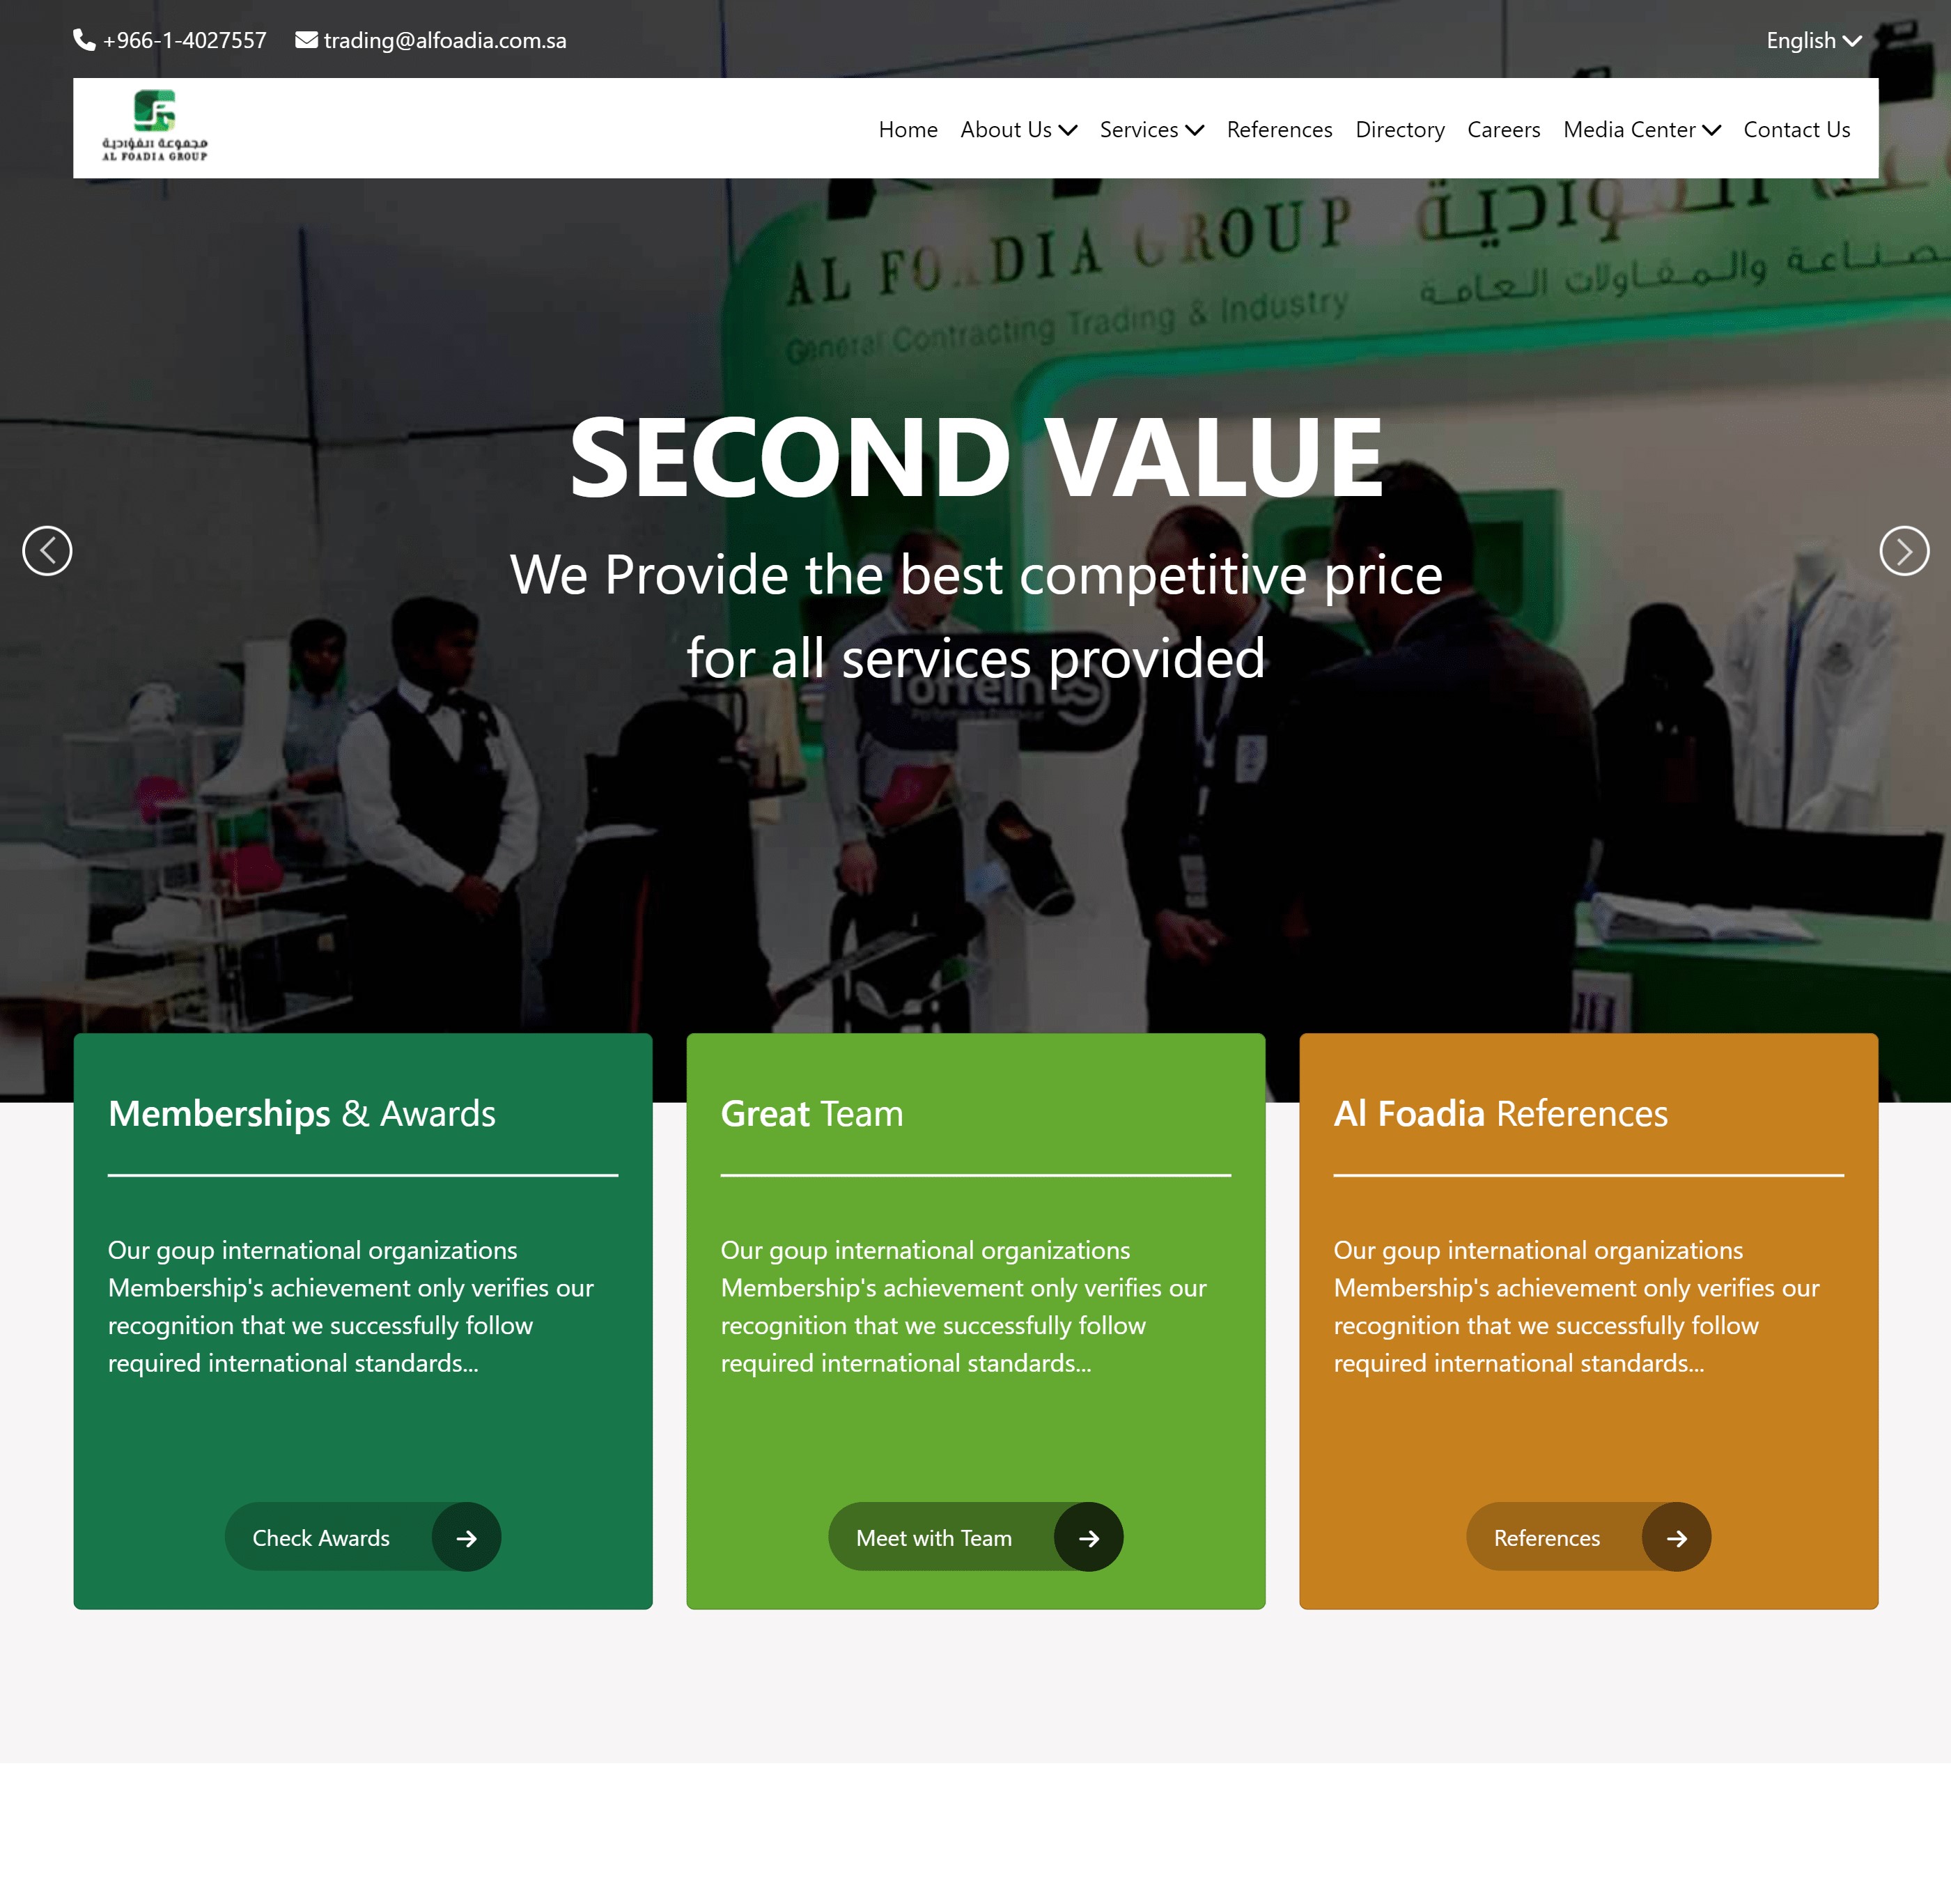 +966-1-4027557 trading@alfoadia.com.sa English
مجموعة الفؤادية
AL FOADIA GROUP
Home About Us Services References Directory Careers Media Center Contact Us
AL FOADIA GROUP
General Contracting Trading & Industry
والمقاولات العامة
SECOND VALUE
We Provide the best competitive price
for all services provided
Memberships & Awards
Our goup international organizations
Membership's achievement only verifies our
recognition that we successfully follow
required international standards...
Check Awards
Great Team
Our goup international organizations
Membership's achievement only verifies our
recognition that we successfully follow
required international standards...
Meet with Team
Al Foadia References
Our goup international organizations
Membership's achievement only verifies our
recognition that we successfully follow
required international standards...
References